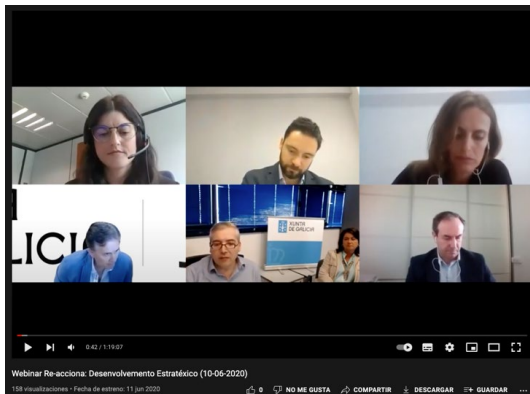 LICIA
XUNTA
DE GALICIA
0:42 / 1:19:07
Webinar Re-acciona: Desenvolvemento Estratéxico (10-06-2020)
158 visualizaciones • Fecha de estreno: 11 jun 2020
0
NO ME GUSTA
COMPARTIR
DESCARGAR
GUARDAR